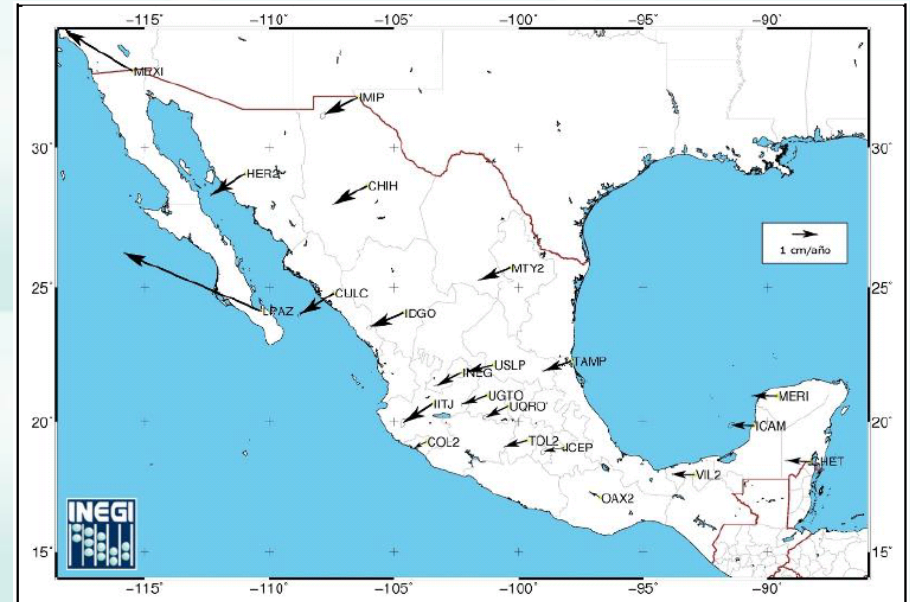 −115˚ −110˚ −105˚ −100˚ −95˚ −90˚
MEXI
IMIP
30˚ 30˚
HER2
CHIH
1 cm/año
MTY2
25˚ 25˚
CULC
LPAZ
IDGO
USLP
TAMP
INEG
MERI
UGTO
IITJ
UQRO
20˚ 20˚
ICAM
COL2
TOL2
ICEP
CHET
VIL2
OAX2
INEGI
15˚ 15˚
−115˚ −110˚ −105˚ −100˚ −95˚ −90˚